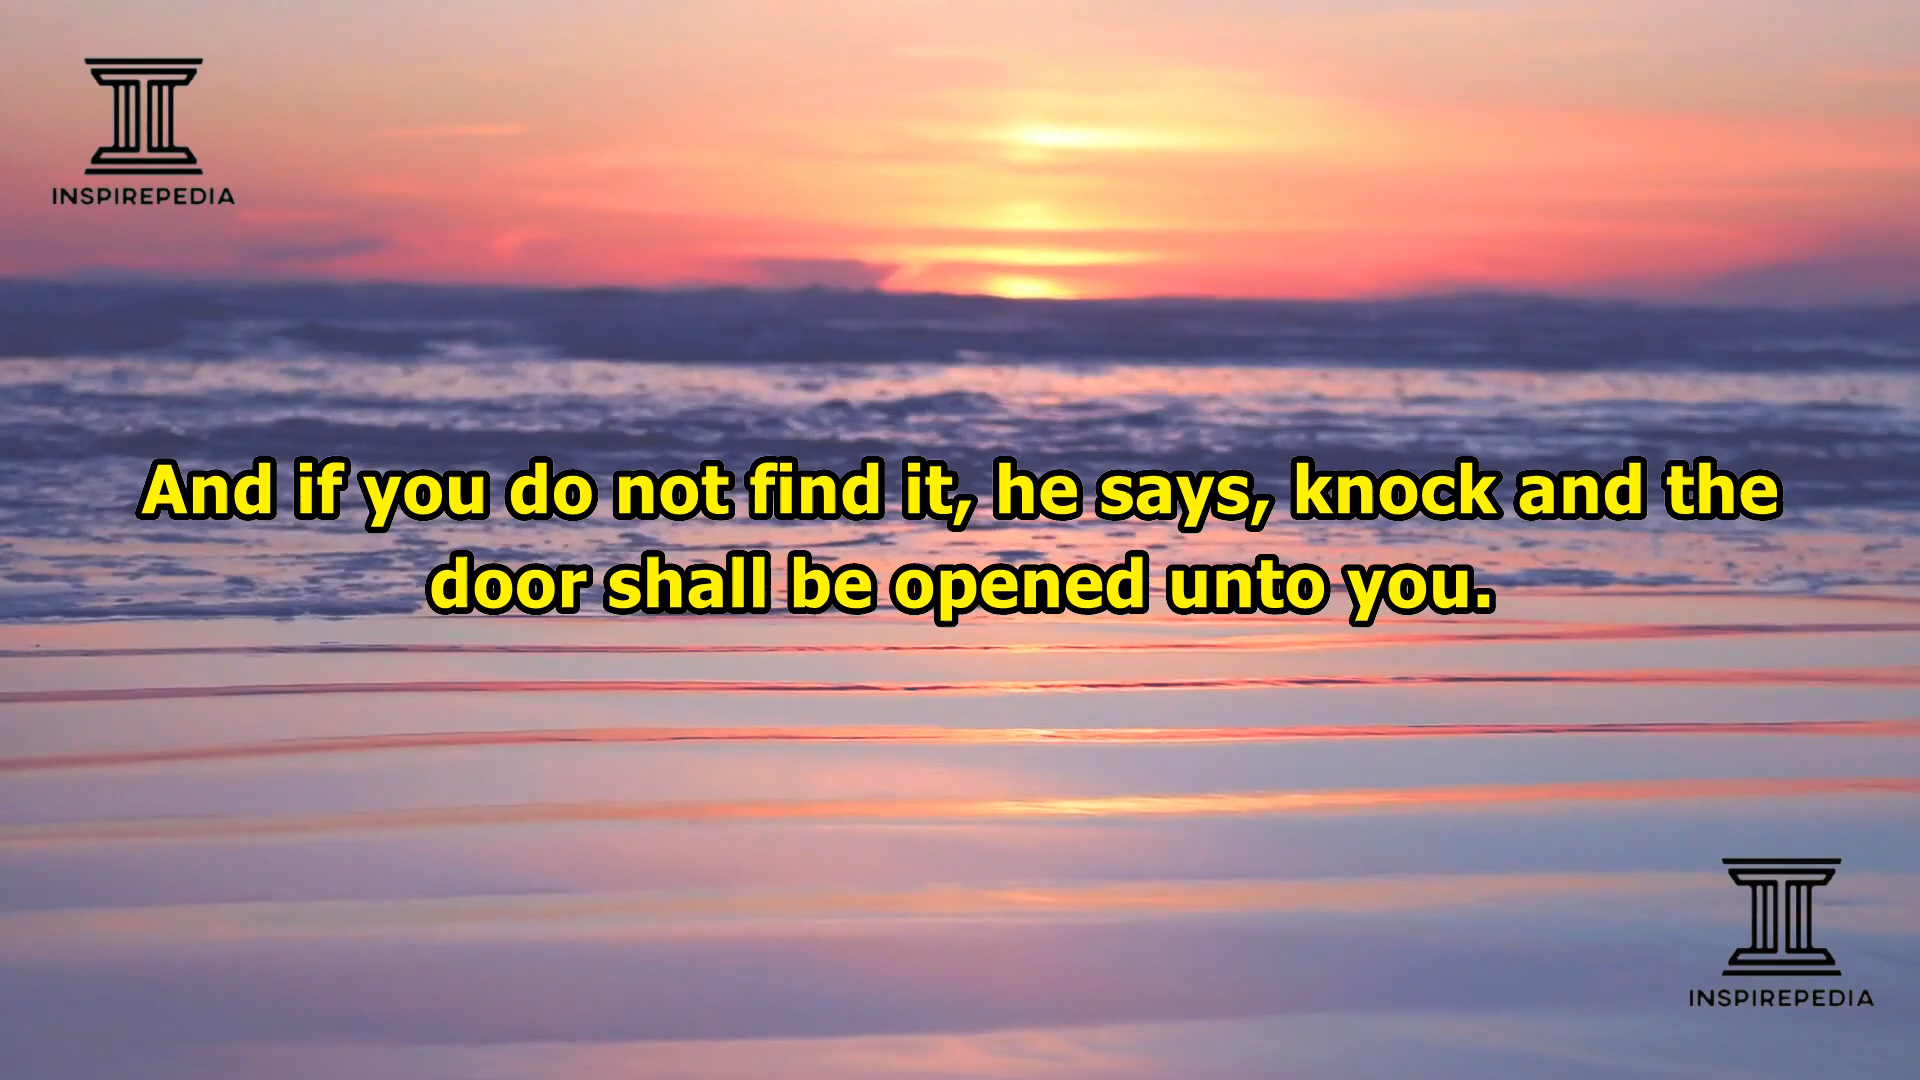 INSPIREPEDIA
And if you do not find it, he says, knock and the
door shall be opened unto you.
INSPIREPEDIA